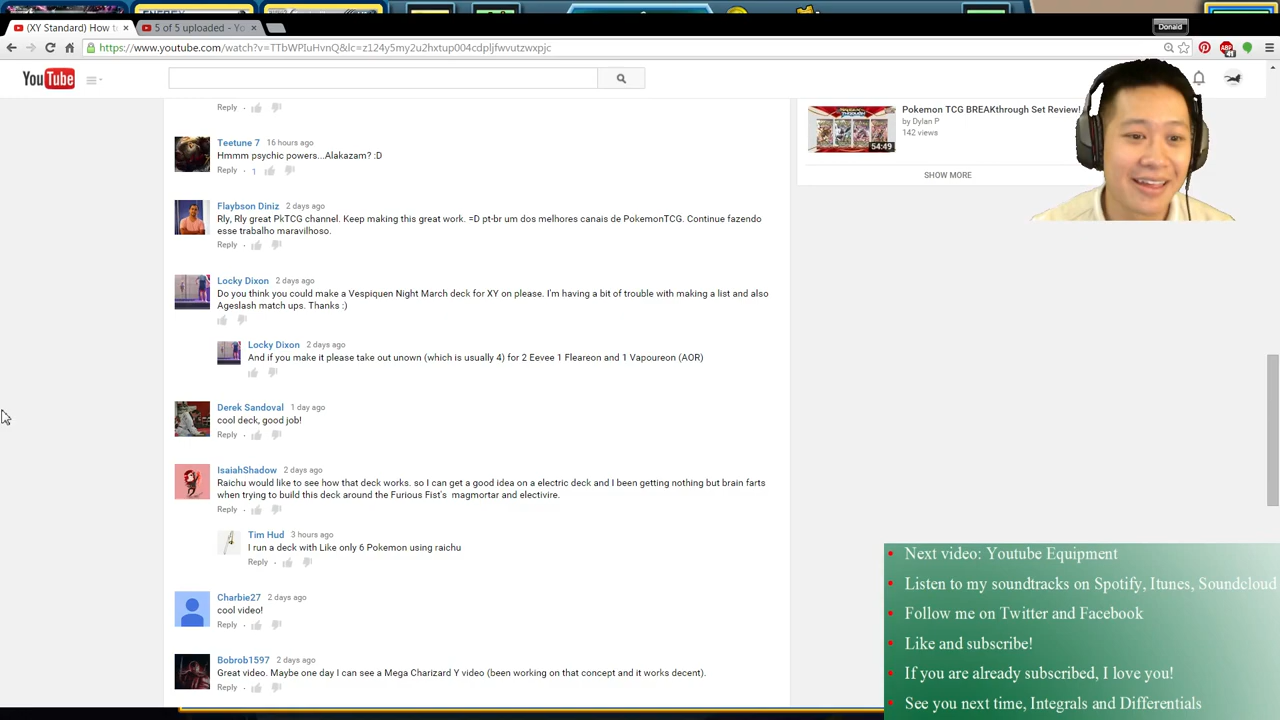 (XY Standard) How t
5 of 5 uploaded - Yo
Donald
https://www.youtube.com/watch?v=TTbWPIuHvnQ&lc=z124y5my2u2hxtup004cdpljfwvutzwxpjc
YouTube
Reply
Pokemon TCG BREAKthrough Set Review!
by Dylan P
142 views
54:49
SHOW MORE
Teetune 7 16 hours ago
Hmmm psychic powers...Alakazam? :D
Reply 1
Flaybson Diniz 2 days ago
Rly, Rly great PkTCG channel. Keep making this great work. =D pt-br um dos melhores canais de PokemonTCG. Continue fazendo
esse trabalho maravilhoso.
Reply
Locky Dixon 2 days ago
Do you think you could make a Vespiquen Night March deck for XY on please. I'm having a bit of trouble with making a list and also
Ageslash match ups. Thanks :)
Locky Dixon 2 days ago
And if you make it please take out unown (which is usually 4) for 2 Eevee 1 Fleareon and 1 Vapoureon (AOR)
Derek Sandoval 1 day ago
cool deck, good job!
Reply
IsaiahShadow 2 days ago
Raichu would like to see how that deck works. so I can get a good idea on a electric deck and I been getting nothing but brain farts
when trying to build this deck around the Furious Fist's magmortar and electivire.
Reply
Tim Hud 3 hours ago
I run a deck with Like only 6 Pokemon using raichu
Reply
Charbie27 2 days ago
cool video!
Reply
Bobrob1597 2 days ago
Great video. Maybe one day I can see a Mega Charizard Y video (been working on that concept and it works decent).
Reply
Next video: Youtube Equipment
Listen to my soundtracks on Spotify, Itunes, Soundcloud
Follow me on Twitter and Facebook
Like and subscribe!
If you are already subscribed, I love you!
See you next time, Integrals and Differentials